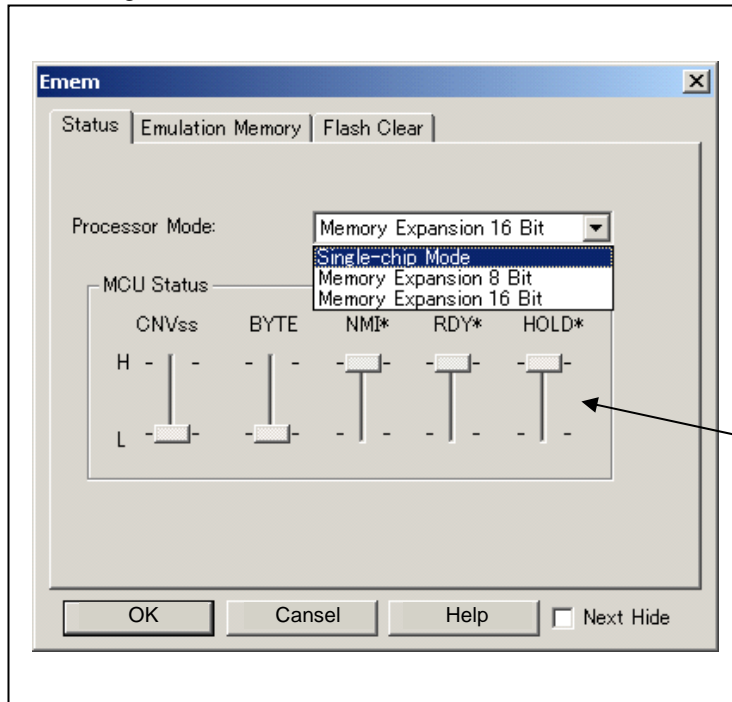 Emem
Status Emulation Memory Flash Clear
Processor Mode: Memory Expansion 16 Bit
Single-chip Mode
Memory Expansion 8 Bit
Memory Expansion 16 Bit
MCU Status
CNVss BYTE NMI* RDY* HOLD*
H
L
OK Cansel Help Next Hide